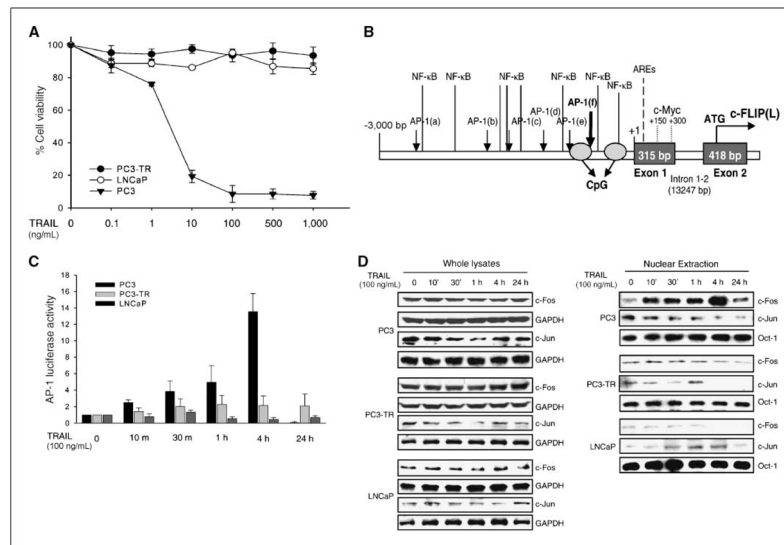 A
100
80
60
40
20
0
% Cell viability
PC3-TR
LNCaP
PC3
TRAIL
(ng/mL)
0 0.1 1 10 100 500 1,000
B
NF-κB NF-κB NF-κB NF-κB NF-κB NF-κB
AREs
c-Myc
+150 +300
-3,000 bp
AP-1(a) AP-1(b) AP-1(c) AP-1(d) AP-1(e) AP-1(f)
+1
ATG c-FLIP(L)
315 bp 418 bp
Exon 1 Exon 2
Intron 1-2
(13247 bp)
CpG
C
18
16
14
12
10
8
6
4
2
0
AP-1 luciferase activity
PC3
PC3-TR
LNCaP
TRAIL
(100 ng/mL)
0 10 m 30 m 1 h 4 h 24 h
D
Whole lysates
TRAIL
(100 ng/mL)
0 10' 30' 1 h 4 h 24 h
PC3
c-Fos
GAPDH
c-Jun
GAPDH
PC3-TR
c-Fos
GAPDH
c-Jun
GAPDH
LNCaP
c-Fos
GAPDH
c-Jun
GAPDH
Nuclear Extraction
TRAIL
(100 ng/mL)
0 10' 30' 1 h 4 h 24 h
PC3
c-Fos
c-Jun
Oct-1
PC3-TR
c-Fos
c-Jun
Oct-1
LNCaP
c-Fos
c-Jun
Oct-1